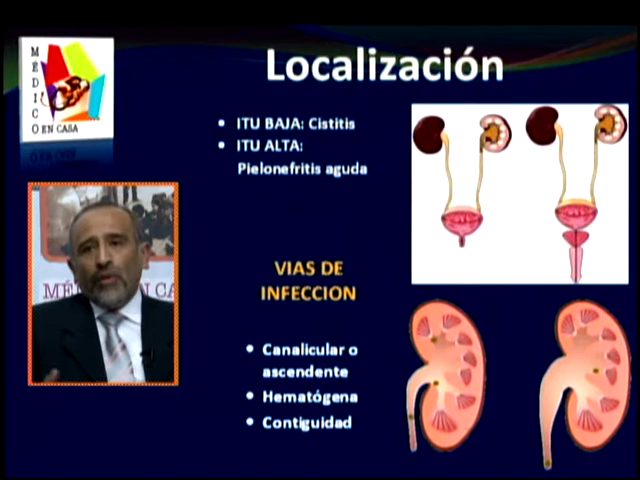 MÉDICO EN CASA
Localización
ITU BAJA: Cistitis
ITU ALTA:
Pielonefritis aguda
VIAS DE
INFECCION
Canalicular o
ascendente
Hematógena
Contiguidad